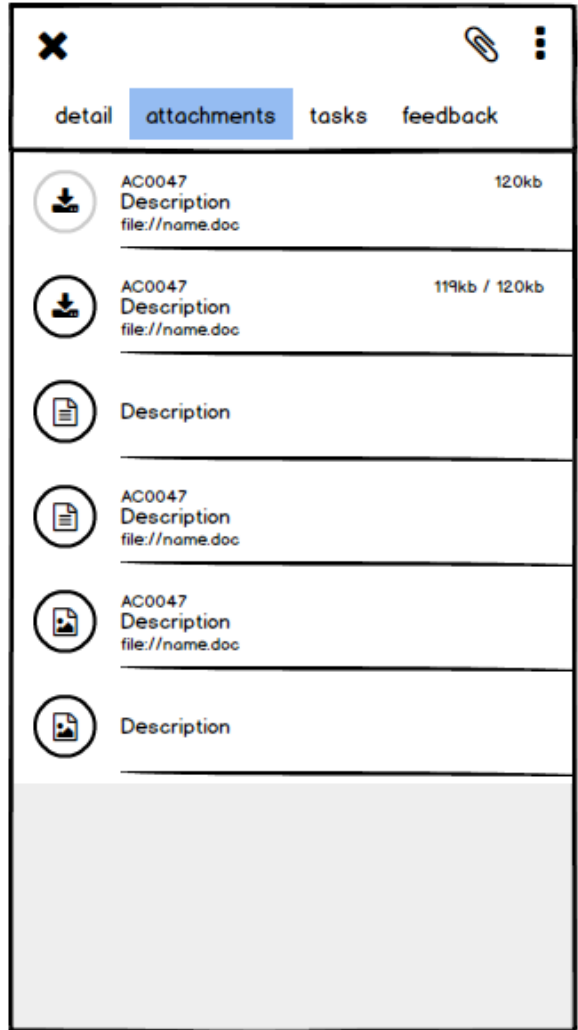 detail attachments tasks feedback
AC0047 120kb
Description
file://name.doc
AC0047 119kb / 120kb
Description
file://name.doc
Description
AC0047
Description
file://name.doc
AC0047
Description
file://name.doc
Description